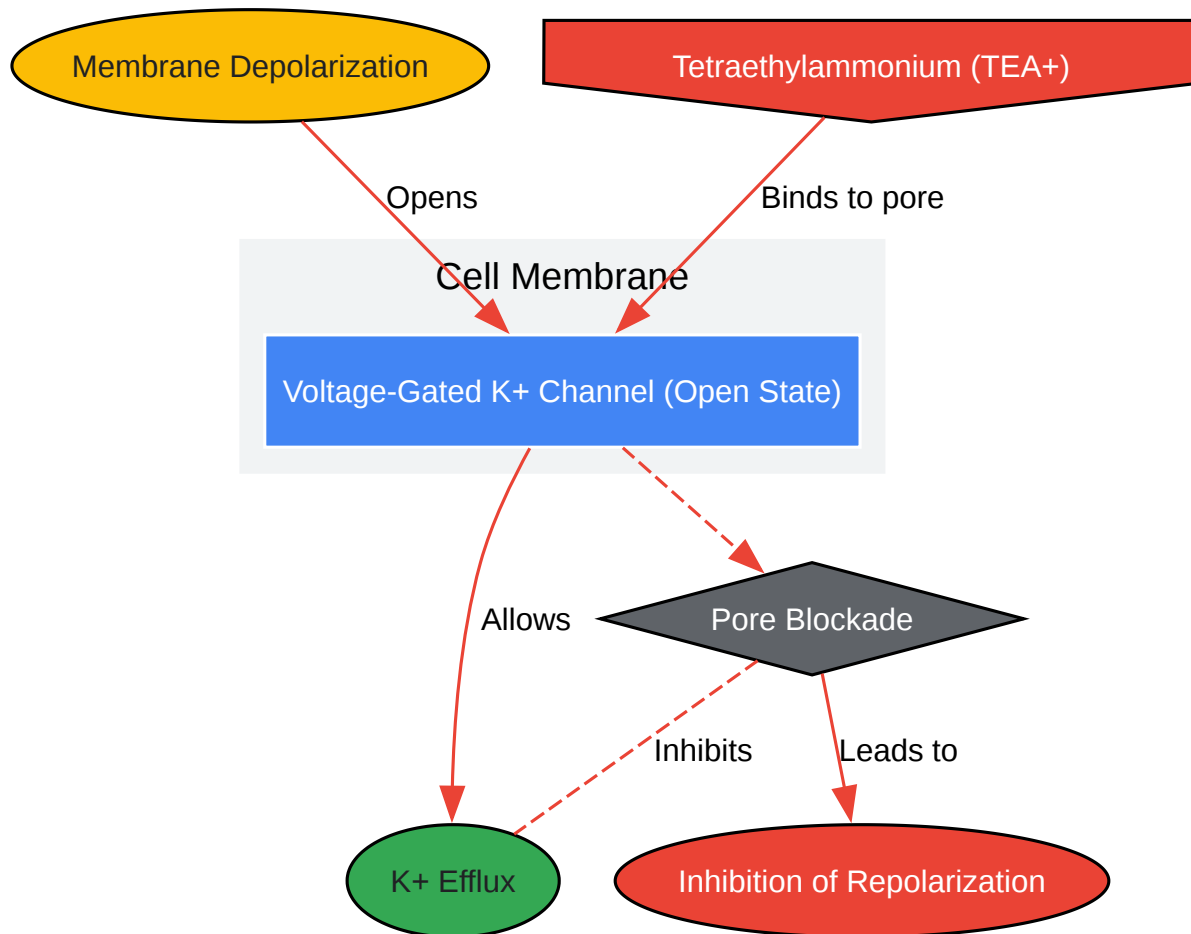 Membrane Depolarization
Tetraethylammonium (TEA+)
Opens
Binds to pore
Cell Membrane
Voltage-Gated K+ Channel (Open State)
Allows
Pore Blockade
Inhibits
Leads to
K+ Efflux
Inhibition of Repolarization